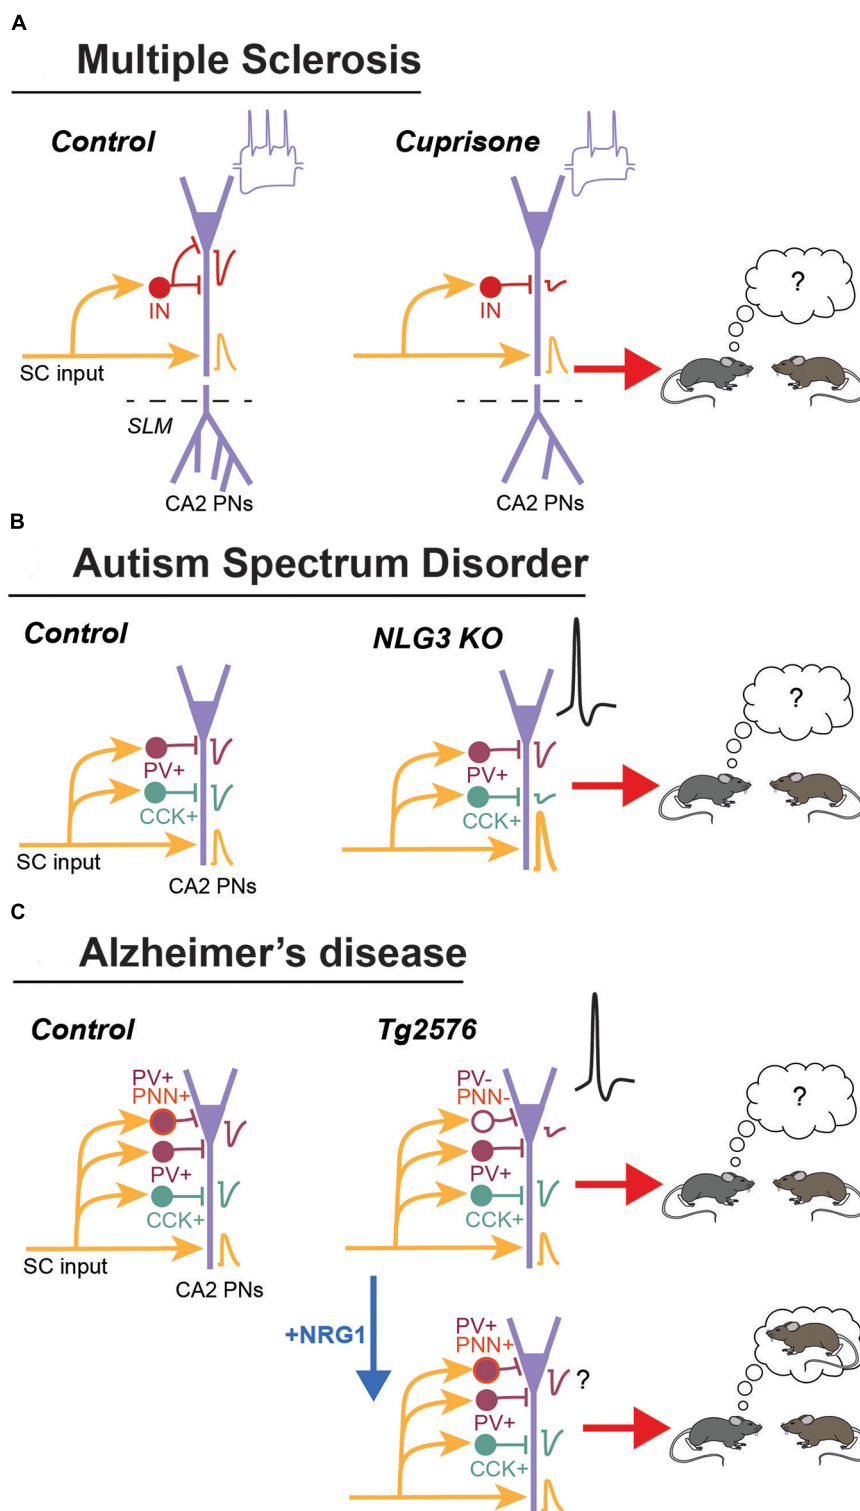 A
Multiple Sclerosis
Control
Cuprisone
IN
IN
?
SC input
SLM
CA2 PNs
CA2 PNs
B
Autism Spectrum Disorder
Control
NLG3 KO
?
PV+
CCK+
PV+
CCK+
SC input
CA2 PNs
C
Alzheimer's disease
Control
Tg2576
PV+
PNN+
PV+
CCK+
PV-
PNN-
PV+
CCK+
?
SC input
CA2 PNs
+NRG1
PV+
PNN+
?
PV+
CCK+